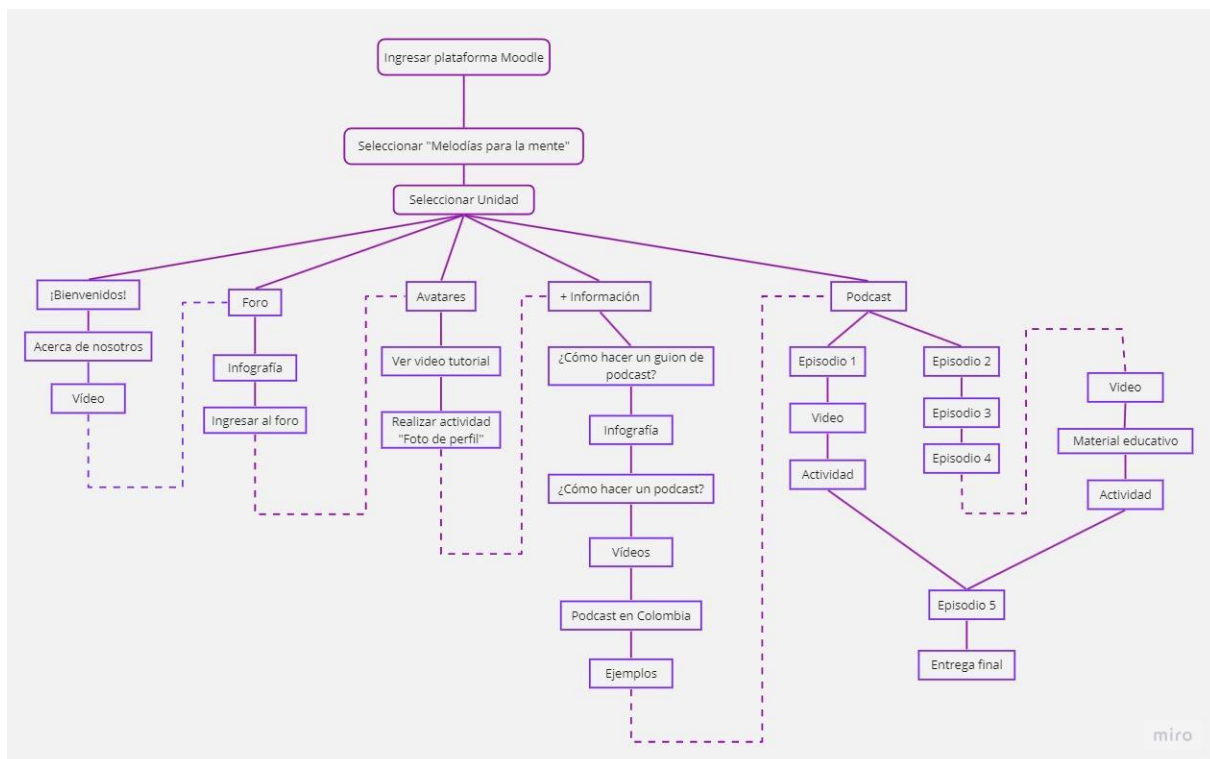 Ingresar plataforma Moodle
Seleccionar "Melodías para la mente"
Seleccionar Unidad
¡Bienvenidos!
Acerca de nosotros
Vídeo
Foro
Infografía
Ingresar al foro
Avatares
Ver video tutorial
Realizar actividad
"Foto de perfil"
+ Información
¿Cómo hacer un guion de
podcast?
Infografía
¿Cómo hacer un podcast?
Vídeos
Podcast en Colombia
Ejemplos
Podcast
Episodio 1
Video
Actividad
Episodio 2
Episodio 3
Episodio 4
Video
Material educativo
Actividad
Episodio 5
Entrega final
miro